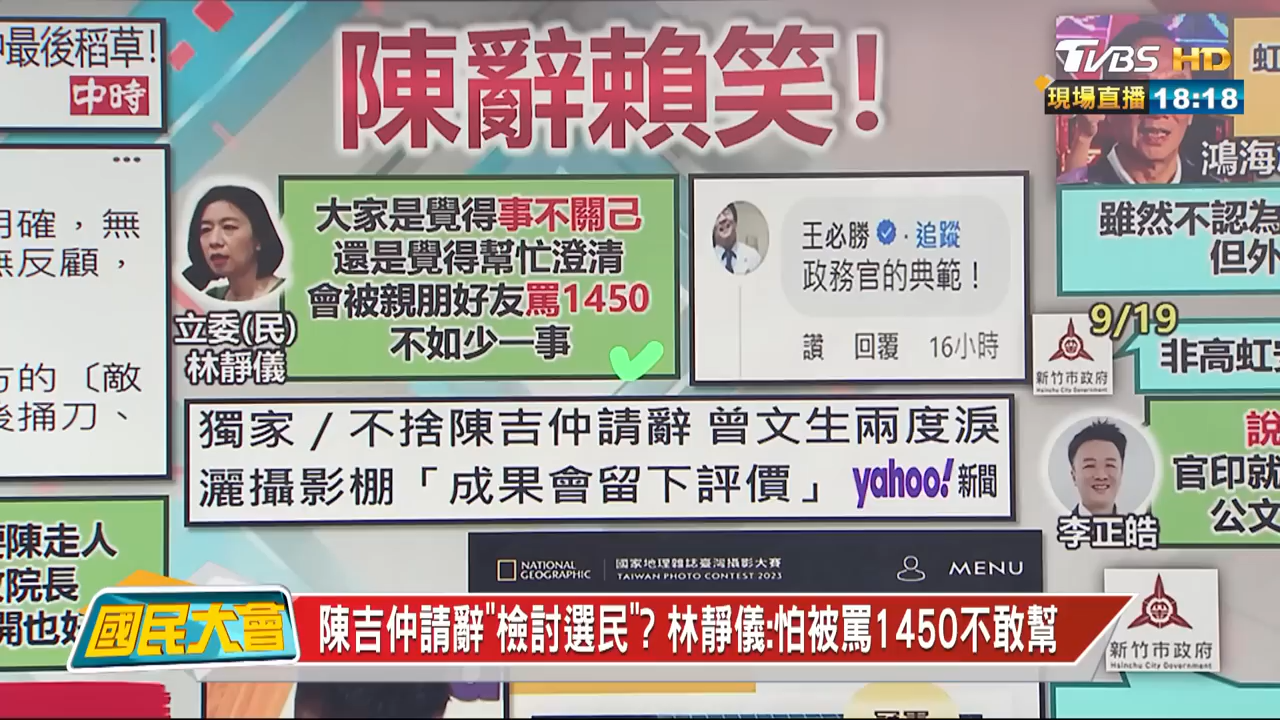 最後稻草!
中時
陳辭賴笑!
TVBS HD
現場直播 18:18
虹
鴻海
明確，無
無反顧，
方的〔敵
後捅刀、
立委(民)
林靜儀
大家是覺得事不關己
還是覺得幫忙澄清
會被親朋好友罵1450
不如少一事
王必勝 · 追蹤
政務官的典範！
讚 回覆 16小時
雖然不認為
但外
9/19
新竹市政府
Hsinchu City Government
非高虹安
獨家 / 不捨陳吉仲請辭 曾文生兩度淚
灑攝影棚「成果會留下評價」 yahoo!新聞
說
官印就
公文
李正皓
要陳走人
政院長
開也好
NATIONAL GEOGRAPHIC
國家地理雜誌臺灣攝影大賽
TAIWAN PHOTO CONTEST 2023
MENU
國民大會
陳吉仲請辭"檢討選民"? 林靜儀:怕被罵1450不敢幫
新竹市政府
Hsinchu City Government